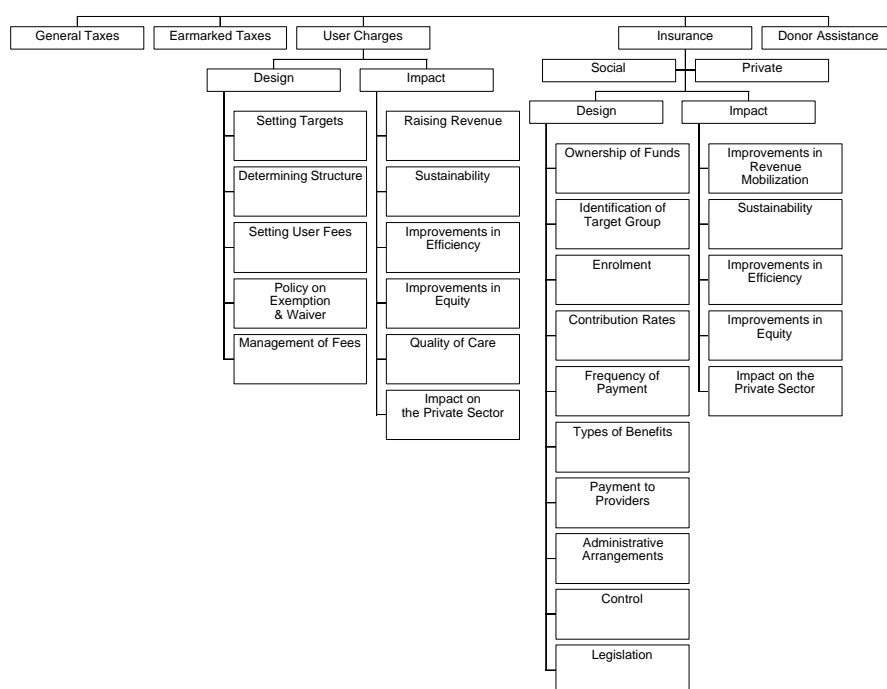 General Taxes
Earmarked Taxes
User Charges
Insurance
Donor Assistance
Social
Private
Design
Impact
Design
Impact
Setting Targets
Determining Structure
Setting User Fees
Policy on
Exemption
& Waiver
Management of Fees
Raising Revenue
Sustainability
Improvements in
Efficiency
Improvements in
Equity
Quality of Care
Impact on
the Private Sector
Ownership of Funds
Identification of
Target Group
Enrolment
Contribution Rates
Frequency of
Payment
Types of Benefits
Payment to
Providers
Administrative
Arrangements
Control
Legislation
Improvements in
Revenue
Mobilization
Sustainability
Improvements in
Efficiency
Improvements in
Equity
Impact on the
Private Sector